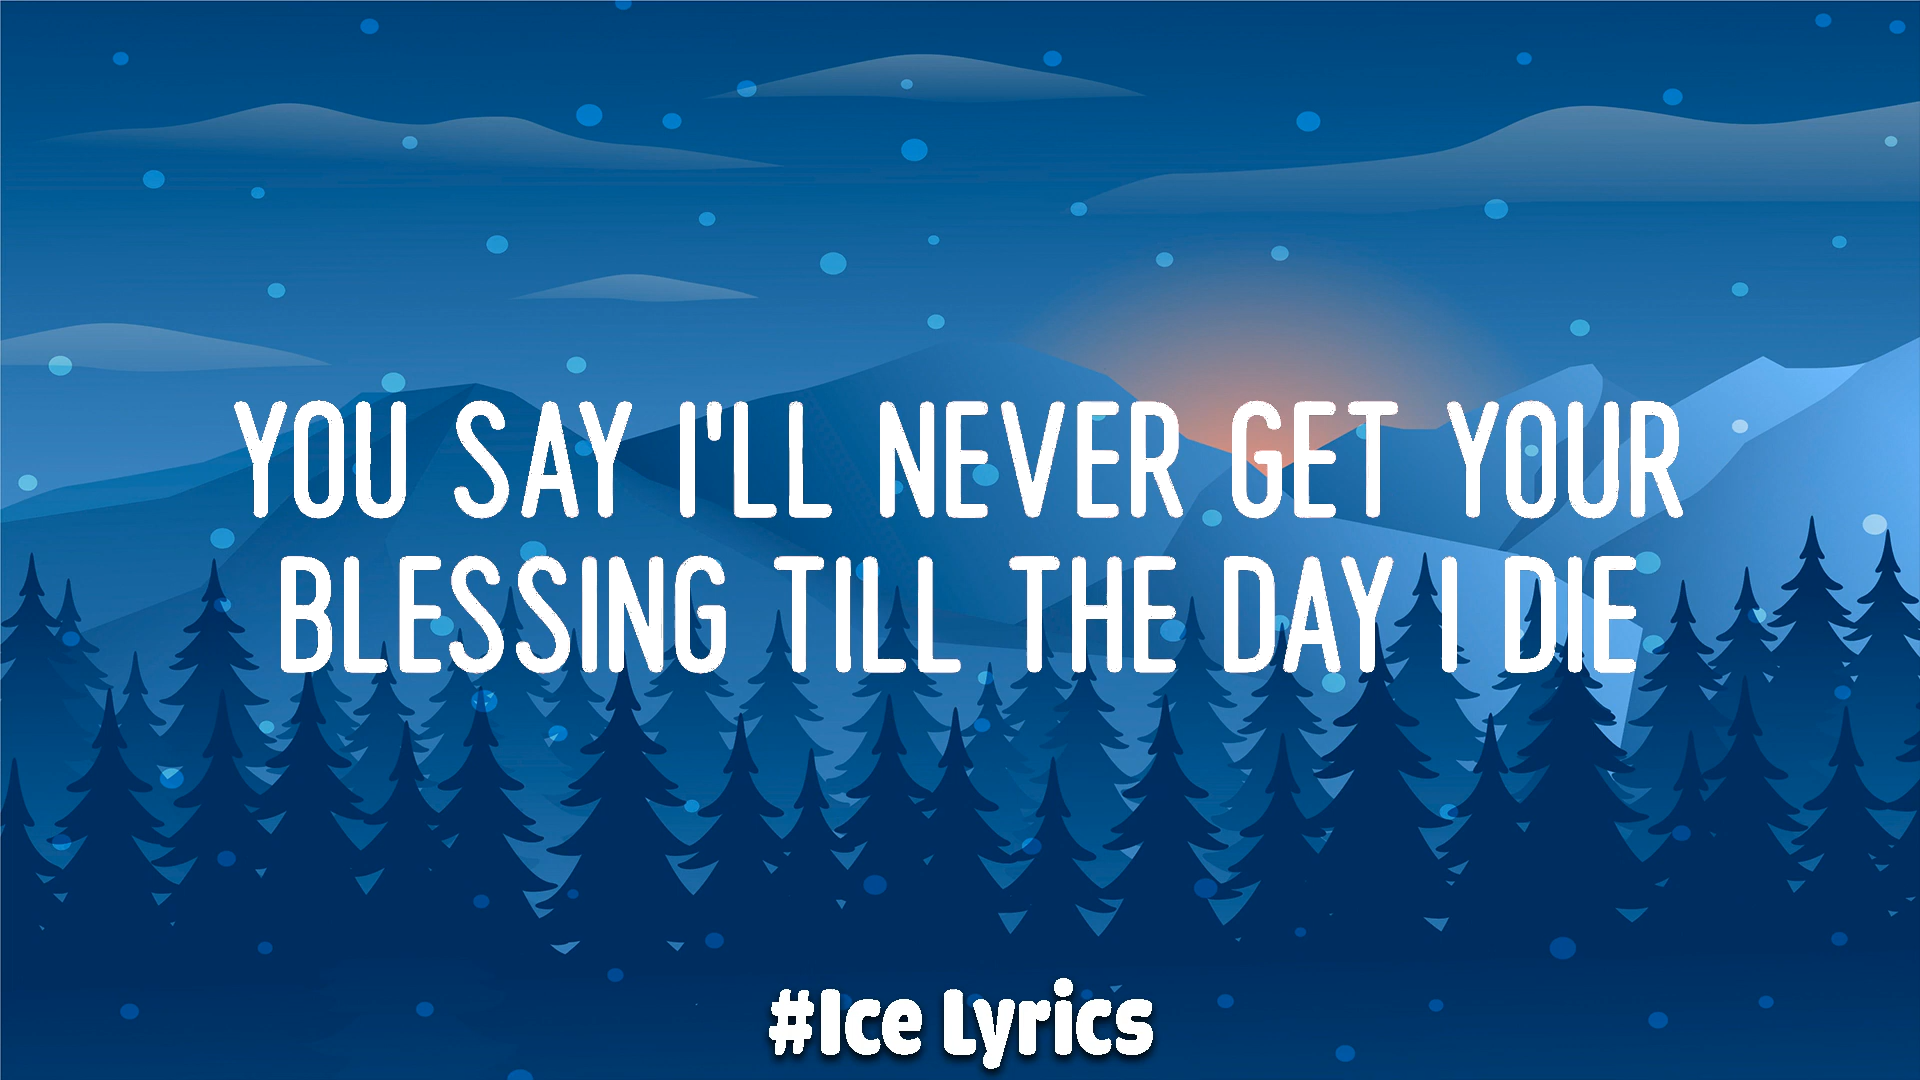 YOU SAY I'LL NEVER GET YOUR
BLESSING TILL THE DAY I DIE
#Ice Lyrics